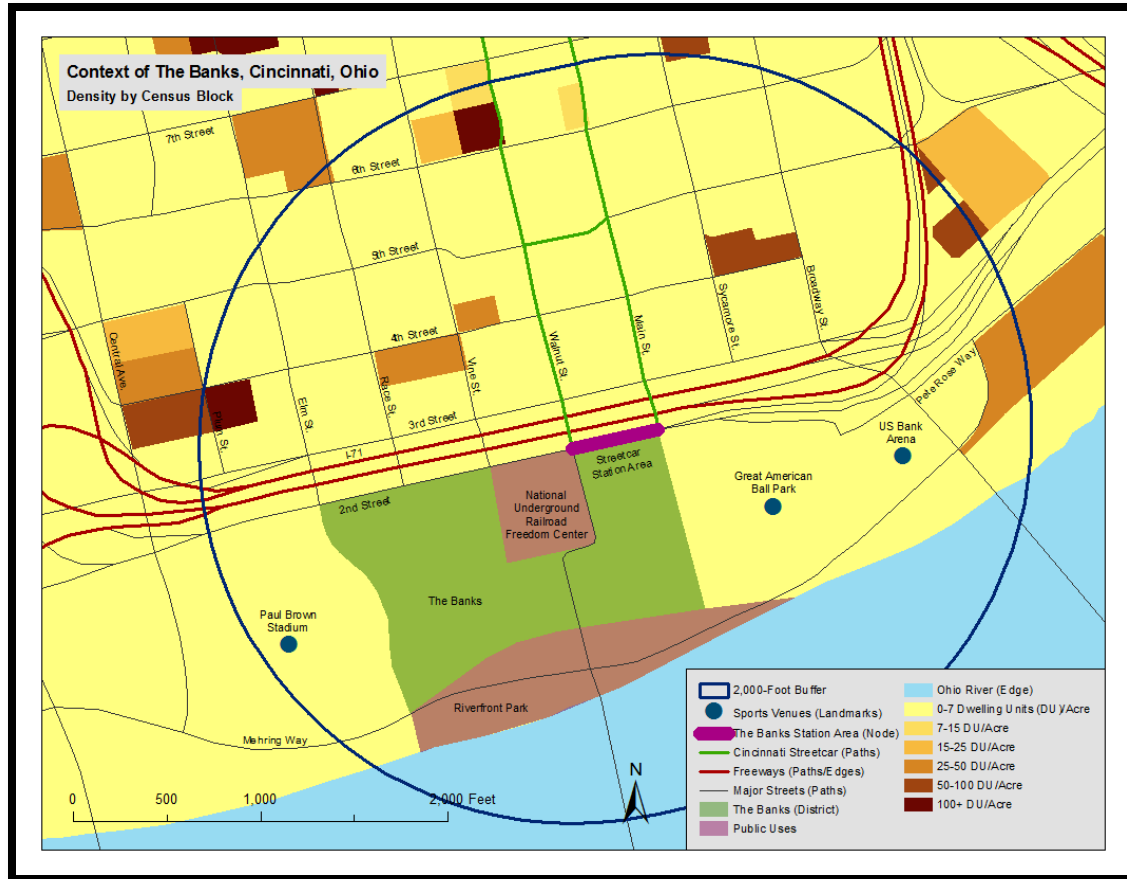 Context of The Banks, Cincinnati, Ohio
Density by Census Block
7th Street
6th Street
5th Street
4th Street
3rd Street
I-71
2nd Street
Central Ave.
Plum St.
Elm St.
Race St.
Vine St.
Walnut St.
Main St.
Sycamore St.
Broadway St.
Pete Rose Way
Streetcar
Station Area
US Bank
Arena
Great American
Ball Park
National
Underground
Railroad
Freedom Center
The Banks
Paul Brown
Stadium
Riverfront Park
Mehring Way
0 500 1,000 2,000 Feet
N
2,000-Foot Buffer
Sports Venues (Landmarks)
The Banks Station Area (Node)
Cincinnati Streetcar (Paths)
Freeways (Paths/Edges)
Major Streets (Paths)
The Banks (District)
Public Uses
Ohio River (Edge)
0-7 Dwelling Units (DU)/Acre
7-15 DU/Acre
15-25 DU/Acre
25-50 DU/Acre
50-100 DU/Acre
100+ DU/Acre